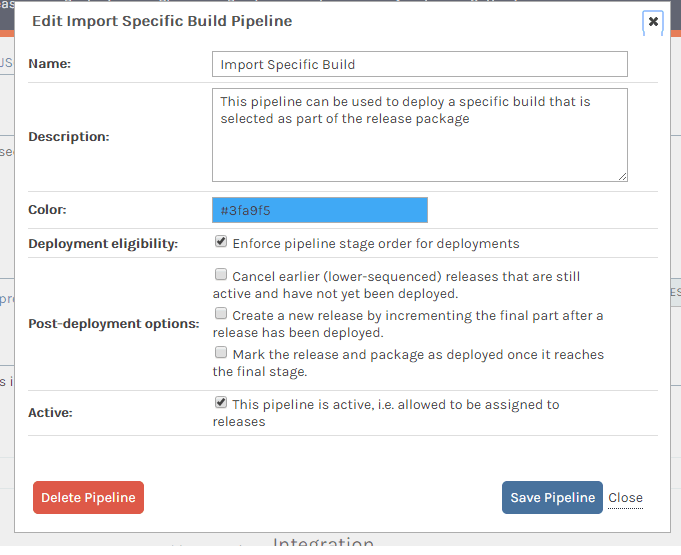 eas
Edit Import Specific Build Pipeline
Name:
Import Specific Build
This pipeline can be used to deploy a specific build that is
selected as part of the release package
Description:
Color:
#3fa9f5
Deployment eligibility:
Enforce pipeline stage order for deployments
Cancel earlier (lower-sequenced) releases that are still
active and have not yet been deployed.
Post-deployment options:
Create a new release by incrementing the final part after a
release has been deployed.
Mark the release and package as deployed once it reaches
the final stage.
Active:
This pipeline is active, i.e. allowed to be assigned to
releases
Delete Pipeline
Save Pipeline
Close
Integration